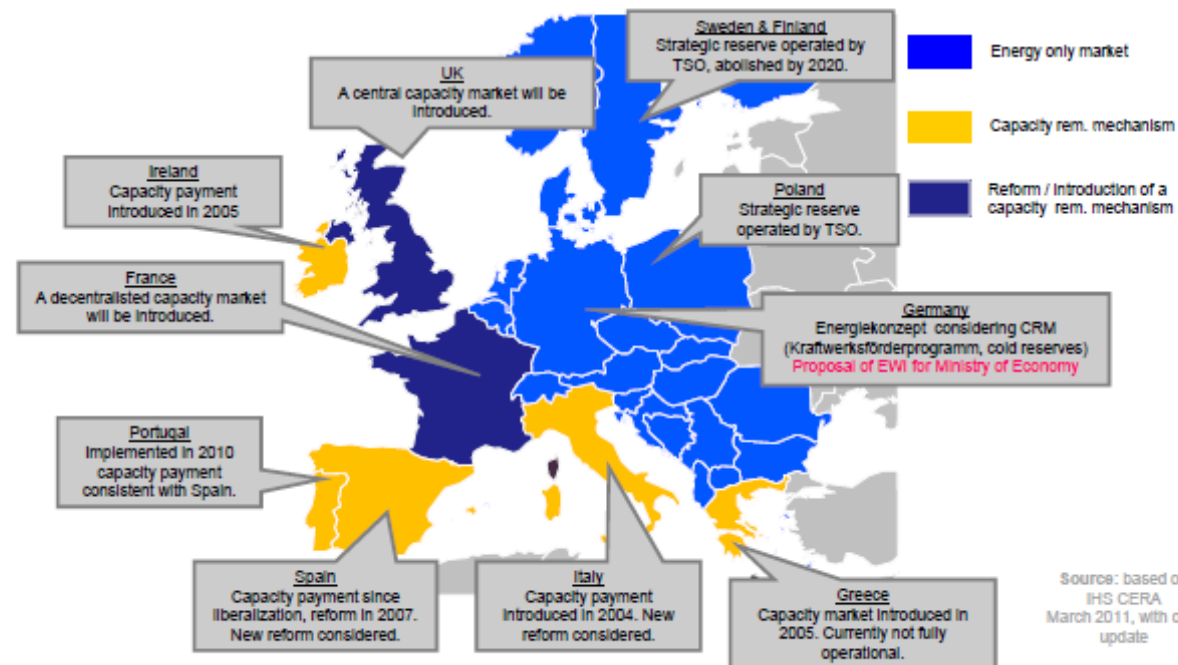 Sweden & Finland
Strategic reserve operated by
TSO, abolished by 2020.
Energy only market
UK
A central capacity market will be
introduced.
Capacity rem. mechanism
Ireland
Capacity payment
introduced in 2005
Poland
Strategic reserve
operated by TSO.
Reform / Introduction of a
capacity rem. mechanism
France
A decentralisted capacity market
will be introduced.
Germany
Energiekonzept considering CRM
(Kraftwerksförderprogramm, cold reserves)
Proposal of EWI for Ministry of Economy
Portugal
Implemented in 2010
capacity payment
consistent with Spain.
Spain
Capacity payment since
liberalization, reform in 2007.
New reform considered.
Italy
Capacity payment
introduced in 2004. New
reform considered.
Greece
Capacity market introduced in
2005. Currently not fully
operational.
Source: based
IHS CERA
March 2011, with
update